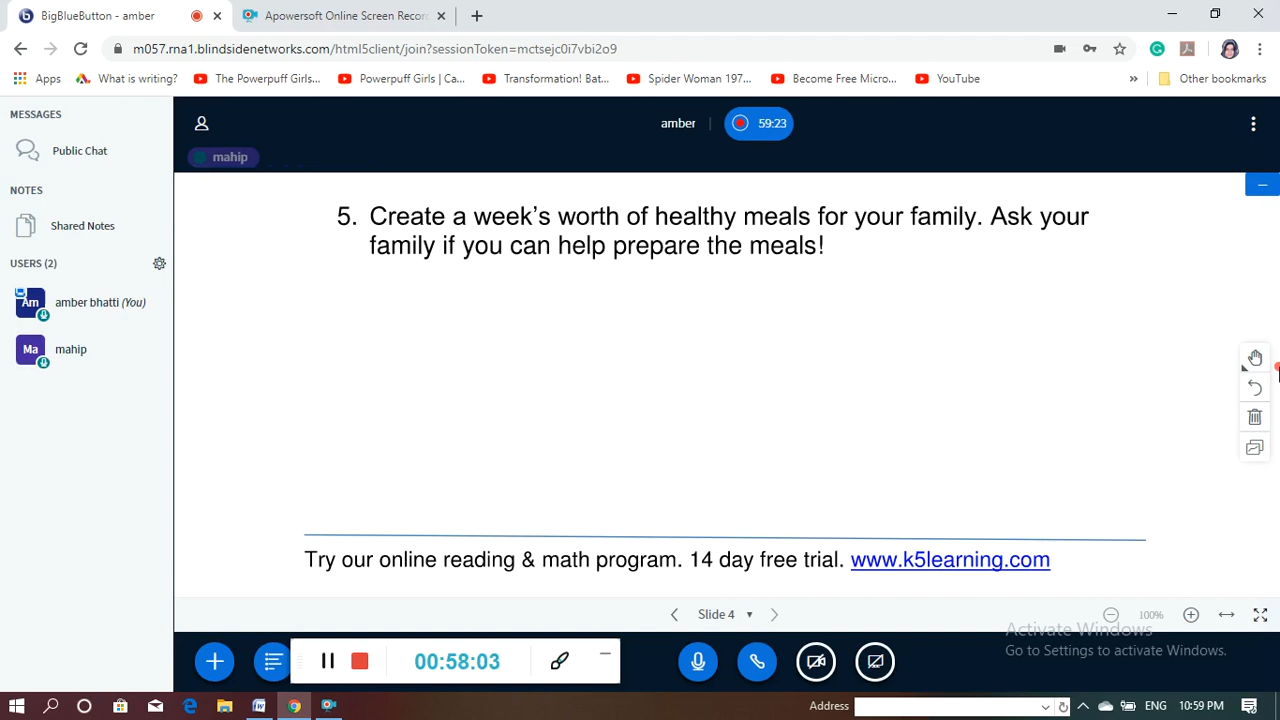 BigBlueButton - amber
Apowersoft Online Screen Recor
m057.rna1.blindsidenetworks.com/html5client/join?sessionToken=mctsejc0i7vbi2o9
Apps
What is writing?
The Powerpuff Girls...
Powerpuff Girls | Ca...
Transformation! Bat...
Spider Woman 197...
Become Free Micro...
YouTube
»
Other bookmarks
MESSAGES
Public Chat
NOTES
Shared Notes
USERS (2)
Am
amber bhatti (You)
Ma
mahip
amber
59:23
mahip
5. Create a week's worth of healthy meals for your family. Ask your
family if you can help prepare the meals!
Try our online reading & math program. 14 day free trial. www.k5learning.com
Slide 4
100%
Activate Windows
Go to Settings to activate Windows.
00:58:03
Address
ENG
10:59 PM